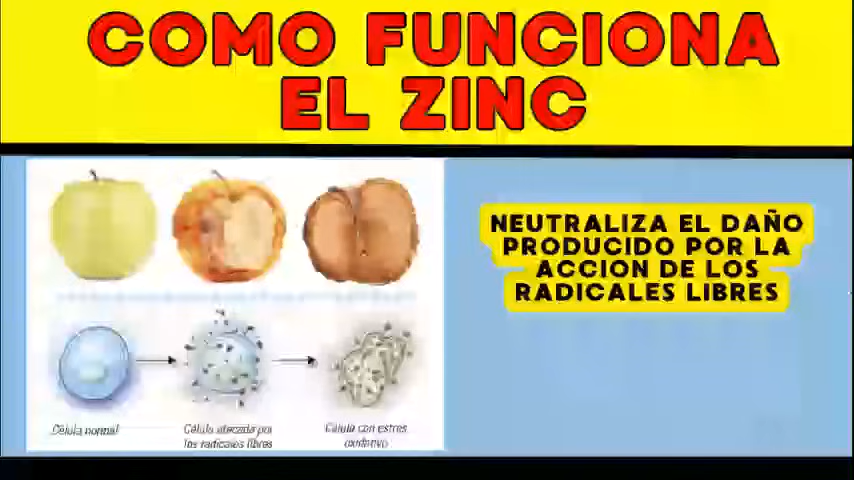 COMO FUNCIONA
EL ZINC
NEUTRALIZA EL DAÑO
PRODUCIDO POR LA
ACCION DE LOS
RADICALES LIBRES
Célula normal
Célula atacada por
los radicales libres
Célula con estres
oxidativo